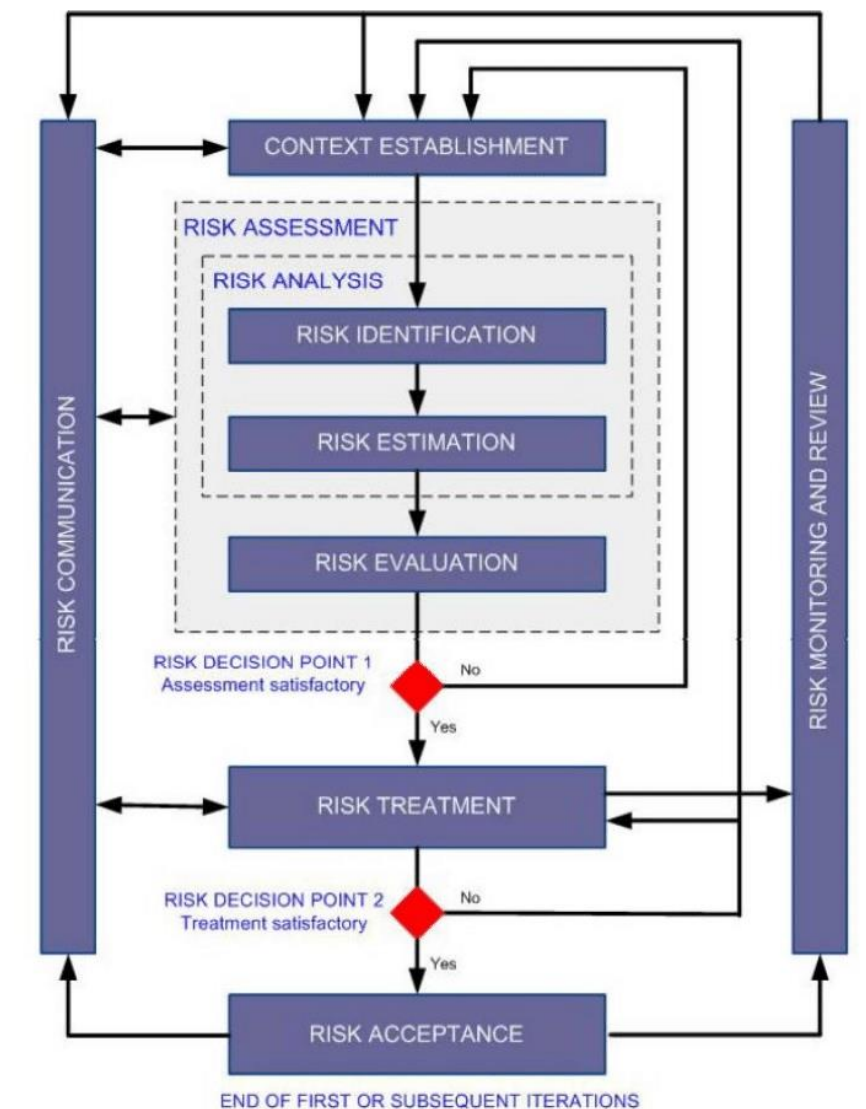 CONTEXT ESTABLISHMENT
RISK ASSESSMENT
RISK ANALYSIS
RISK IDENTIFICATION
RISK ESTIMATION
RISK EVALUATION
RISK COMMUNICATION
RISK MONITORING AND REVIEW
RISK DECISION POINT 1
Assessment satisfactory
No
Yes
RISK TREATMENT
RISK DECISION POINT 2
Treatment satisfactory
No
Yes
RISK ACCEPTANCE
END OF FIRST OR SUBSEQUENT ITERATIONS